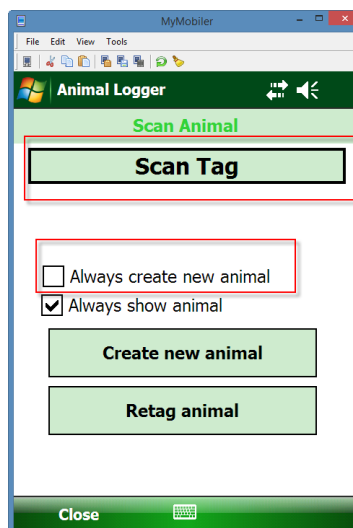 MyMobiler
File Edit View Tools
Animal Logger
Scan Animal
Scan Tag
Always create new animal
Always show animal
Create new animal
Retag animal
Close